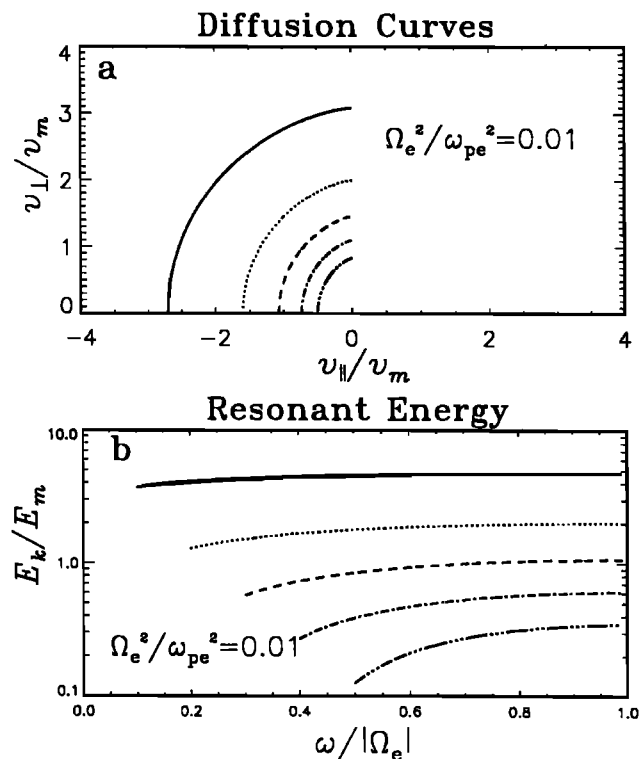 Diffusion Curves
a
v⊥/vm
4
3
2
1
0
Ωe²/ωpe²=0.01
−4 −2 0 2 4
v∥/vm
Resonant Energy
b
Ek/Em
10.0
1.0
0.1
Ωe²/ωpe²=0.01
0.0 0.2 0.4 0.6 0.8 1.0
ω/|Ωe|